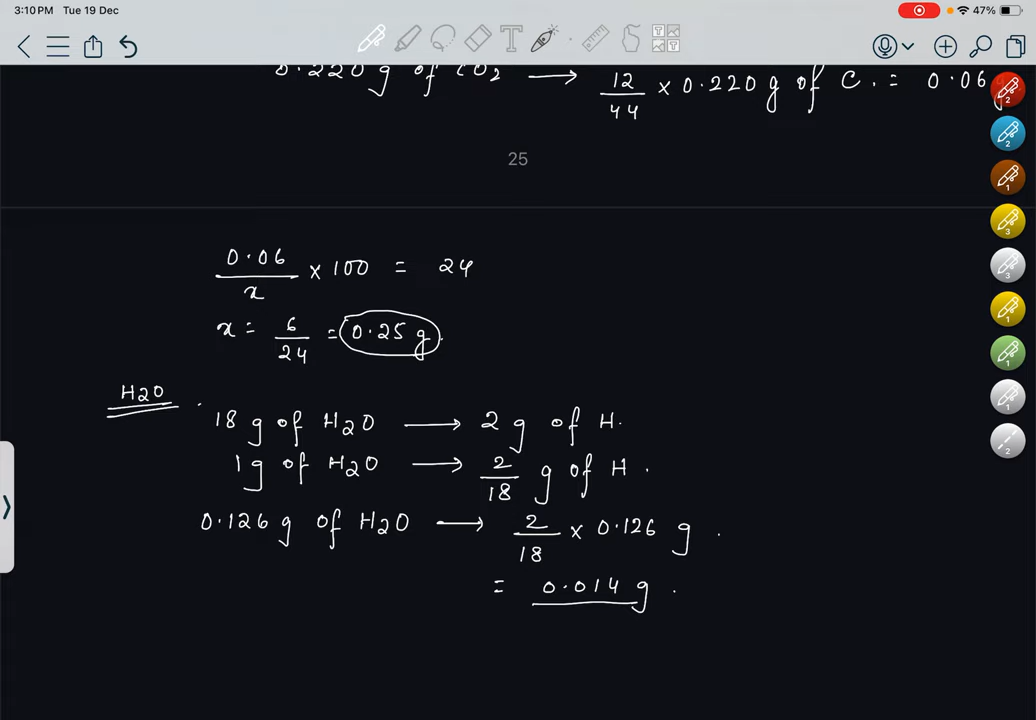 3:10 PM Tue 19 Dec 47%
0.220 g of CO2 → 12/44 x 0.220 g of C. = 0.06 g
25
0.06/x x 100 = 24
x = 6/24 = 0.25 g.
H2O
18 g of H2O → 2 g of H.
1g of H2O → 2/18 g of H.
0.126 g of H2O → 2/18 x 0.126 g.
= 0.014 g.